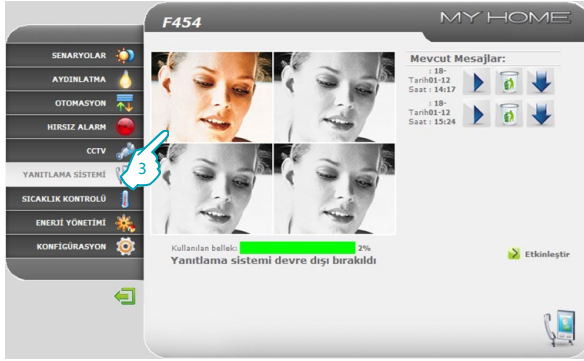 F454
MY HOME
SENARYOLAR
AYDINLATMA
OTOMASYON
HIRSIZ ALARM
CCTV
YANITLAMA SİSTEMİ
SICAKLIK KONTROLÜ
ENERJİ YÖNETİMİ
KONFİGÜRASYON
3
Mevcut Mesajlar:
: 18-
Tarih01-12
Saat : 14:17
: 18-
Tarih01-12
Saat : 15:24
Kullanılan bellek: 2%
Yanıtlama sistemi devre dışı bırakıldı
Etkinleştir